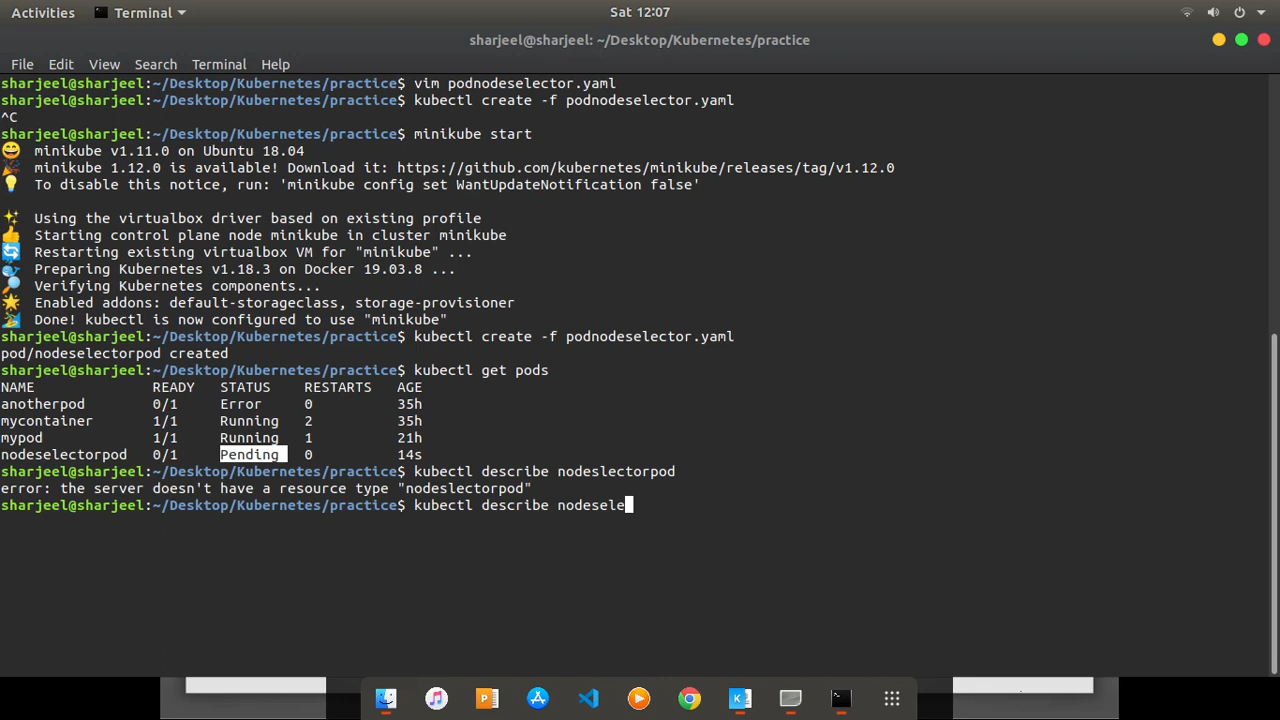 Activities Terminal Sat 12:07
sharjeel@sharjeel: ~/Desktop/Kubernetes/practice
File Edit View Search Terminal Help
sharjeel@sharjeel:~/Desktop/Kubernetes/practice$ vim podnodeselector.yaml
sharjeel@sharjeel:~/Desktop/Kubernetes/practice$ kubectl create -f podnodeselector.yaml
^C
sharjeel@sharjeel:~/Desktop/Kubernetes/practice$ minikube start
😄 minikube v1.11.0 on Ubuntu 18.04
🎉 minikube 1.12.0 is available! Download it: https://github.com/kubernetes/minikube/releases/tag/v1.12.0
💡 To disable this notice, run: 'minikube config set WantUpdateNotification false'
✨ Using the virtualbox driver based on existing profile
👍 Starting control plane node minikube in cluster minikube
🔄 Restarting existing virtualbox VM for "minikube" ...
🐳 Preparing Kubernetes v1.18.3 on Docker 19.03.8 ...
🔎 Verifying Kubernetes components...
🌟 Enabled addons: default-storageclass, storage-provisioner
🏄 Done! kubectl is now configured to use "minikube"
sharjeel@sharjeel:~/Desktop/Kubernetes/practice$ kubectl create -f podnodeselector.yaml
pod/nodeselectorpod created
sharjeel@sharjeel:~/Desktop/Kubernetes/practice$ kubectl get pods
NAME READY STATUS RESTARTS AGE
anotherpod 0/1 Error 0 35h
mycontainer 1/1 Running 2 35h
mypod 1/1 Running 1 21h
nodeselectorpod 0/1 Pending 0 14s
sharjeel@sharjeel:~/Desktop/Kubernetes/practice$ kubectl describe nodeslectorpod
error: the server doesn't have a resource type "nodeslectorpod"
sharjeel@sharjeel:~/Desktop/Kubernetes/practice$ kubectl describe nodesele